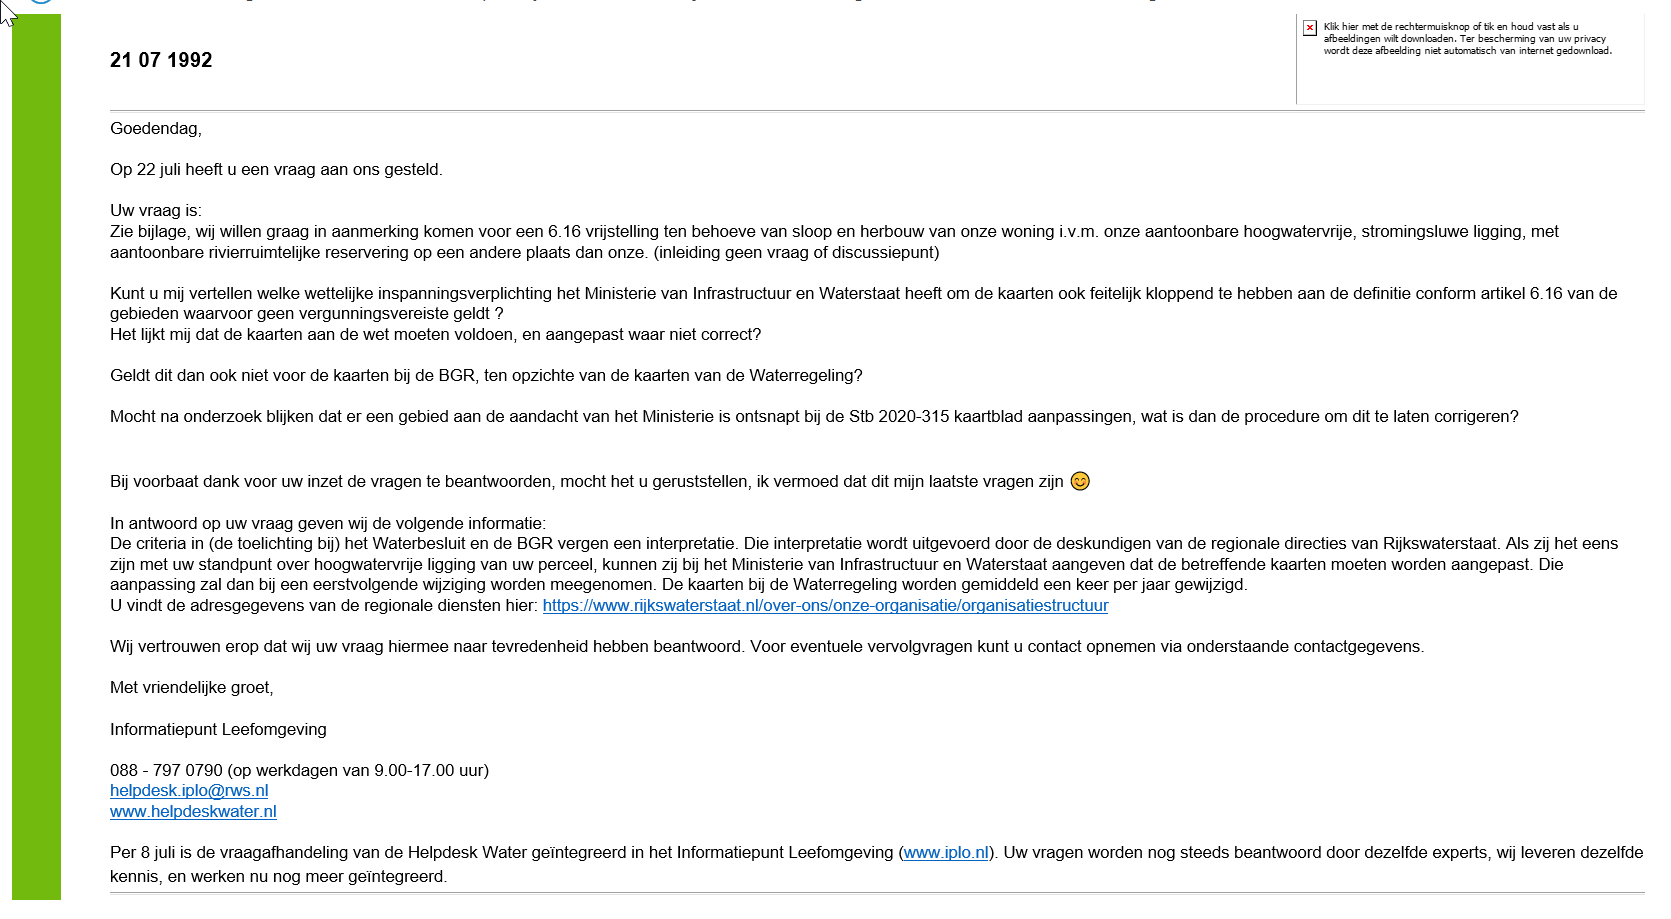 Klik hier met de rechtermuisknop of tik en houd vast als u
afbeeldingen wilt downloaden. Ter bescherming van uw privacy
wordt deze afbeelding niet automatisch van internet gedownload.
21 07 1992
Goedendag,
Op 22 juli heeft u een vraag aan ons gesteld.
Uw vraag is:
Zie bijlage, wij willen graag in aanmerking komen voor een 6.16 vrijstelling ten behoeve van sloop en herbouw van onze woning i.v.m. onze aantoonbare hoogwatervrije, stromingsluwe ligging, met
aantoonbare rivierruimtelijke reservering op een andere plaats dan onze. (inleiding geen vraag of discussiepunt)
Kunt u mij vertellen welke wettelijke inspanningsverplichting het Ministerie van Infrastructuur en Waterstaat heeft om de kaarten ook feitelijk kloppend te hebben aan de definitie conform artikel 6.16 van de
gebieden waarvoor geen vergunningsvereiste geldt ?
Het lijkt mij dat de kaarten aan de wet moeten voldoen, en aangepast waar niet correct?
Geldt dit dan ook niet voor de kaarten bij de BGR, ten opzichte van de kaarten van de Waterregeling?
Mocht na onderzoek blijken dat er een gebied aan de aandacht van het Ministerie is ontsnapt bij de Stb 2020-315 kaartblad aanpassingen, wat is dan de procedure om dit te laten corrigeren?
Bij voorbaat dank voor uw inzet de vragen te beantwoorden, mocht het u geruststellen, ik vermoed dat dit mijn laatste vragen zijn 😊
In antwoord op uw vraag geven wij de volgende informatie:
De criteria in (de toelichting bij) het Waterbesluit en de BGR vergen een interpretatie. Die interpretatie wordt uitgevoerd door de deskundigen van de regionale directies van Rijkswaterstaat. Als zij het eens
zijn met uw standpunt over hoogwatervrije ligging van uw perceel, kunnen zij bij het Ministerie van Infrastructuur en Waterstaat aangeven dat de betreffende kaarten moeten worden aangepast. Die
aanpassing zal dan bij een eerstvolgende wijziging worden meegenomen. De kaarten bij de Waterregeling worden gemiddeld een keer per jaar gewijzigd.
U vindt de adresgegevens van de regionale diensten hier: https://www.rijkswaterstaat.nl/over-ons/onze-organisatie/organisatiestructuur
Wij vertrouwen erop dat wij uw vraag hiermee naar tevredenheid hebben beantwoord. Voor eventuele vervolgvragen kunt u contact opnemen via onderstaande contactgegevens.
Met vriendelijke groet,
Informatiepunt Leefomgeving
088 - 797 0790 (op werkdagen van 9.00-17.00 uur)
helpdesk.iplo@rws.nl
www.helpdeskwater.nl
Per 8 juli is de vraagafhandeling van de Helpdesk Water geïntegreerd in het Informatiepunt Leefomgeving (www.iplo.nl). Uw vragen worden nog steeds beantwoord door dezelfde experts, wij leveren dezelfde
kennis, en werken nu nog meer geïntegreerd.